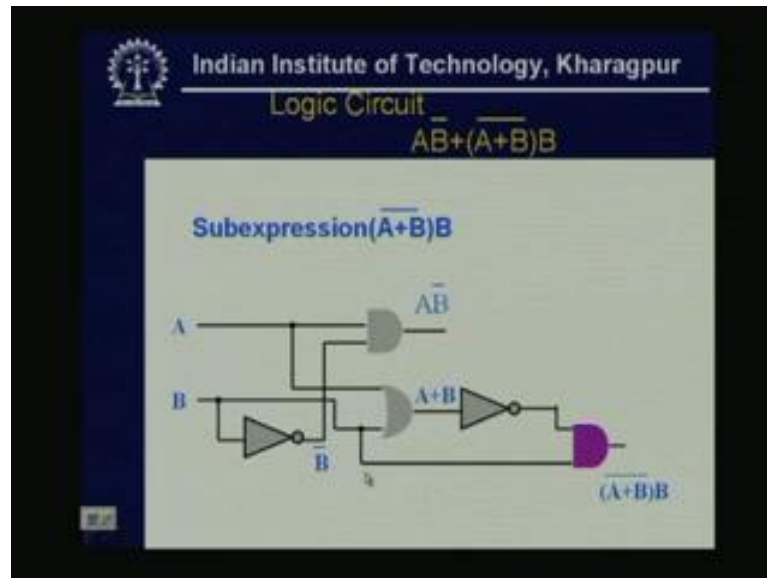 Indian Institute of Technology, Kharagpur
Logic Circuit
AB̅+(A̅+̅B̅)B
Subexpression(A̅+̅B̅)B
AB̅
A
B
A+B
B̅
(A̅+̅B̅)B